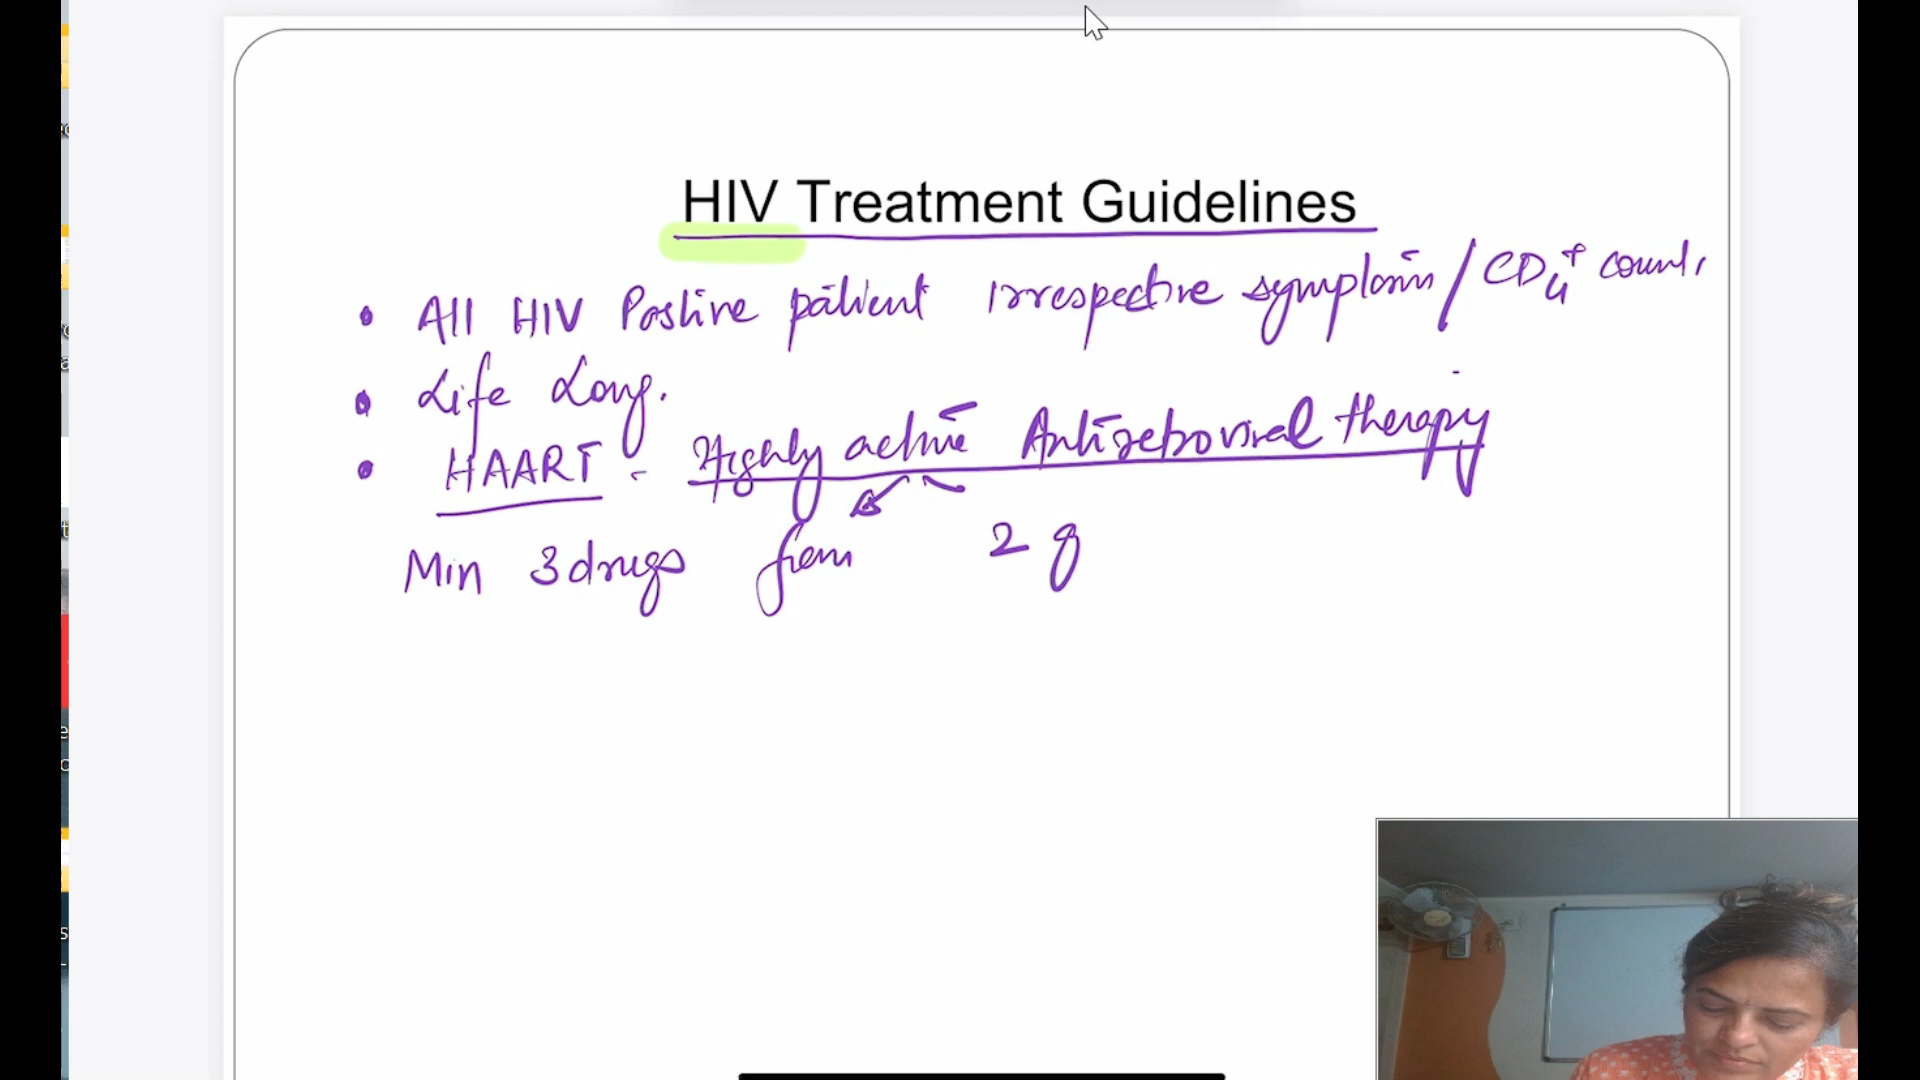 HIV Treatment Guidelines
• All HIV Positive patient irrespective symptom / CD4+ count.
• Life Long.
• HAART - Highly active Antiretroviral therapy
Min 3 drugs from 2 g